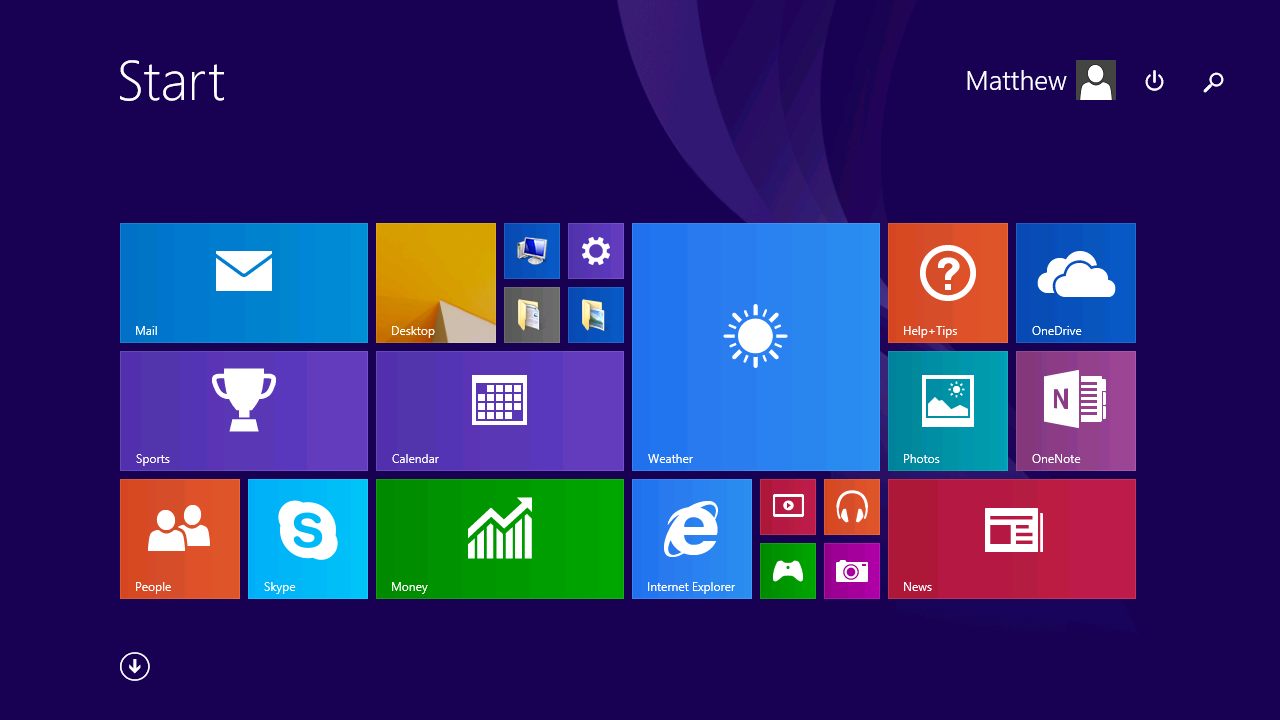 Start
Matthew
Mail
Desktop
Help+Tips
OneDrive
Sports
Calendar
Weather
Photos
N
OneNote
S
People
Skype
Money
Internet Explorer
News